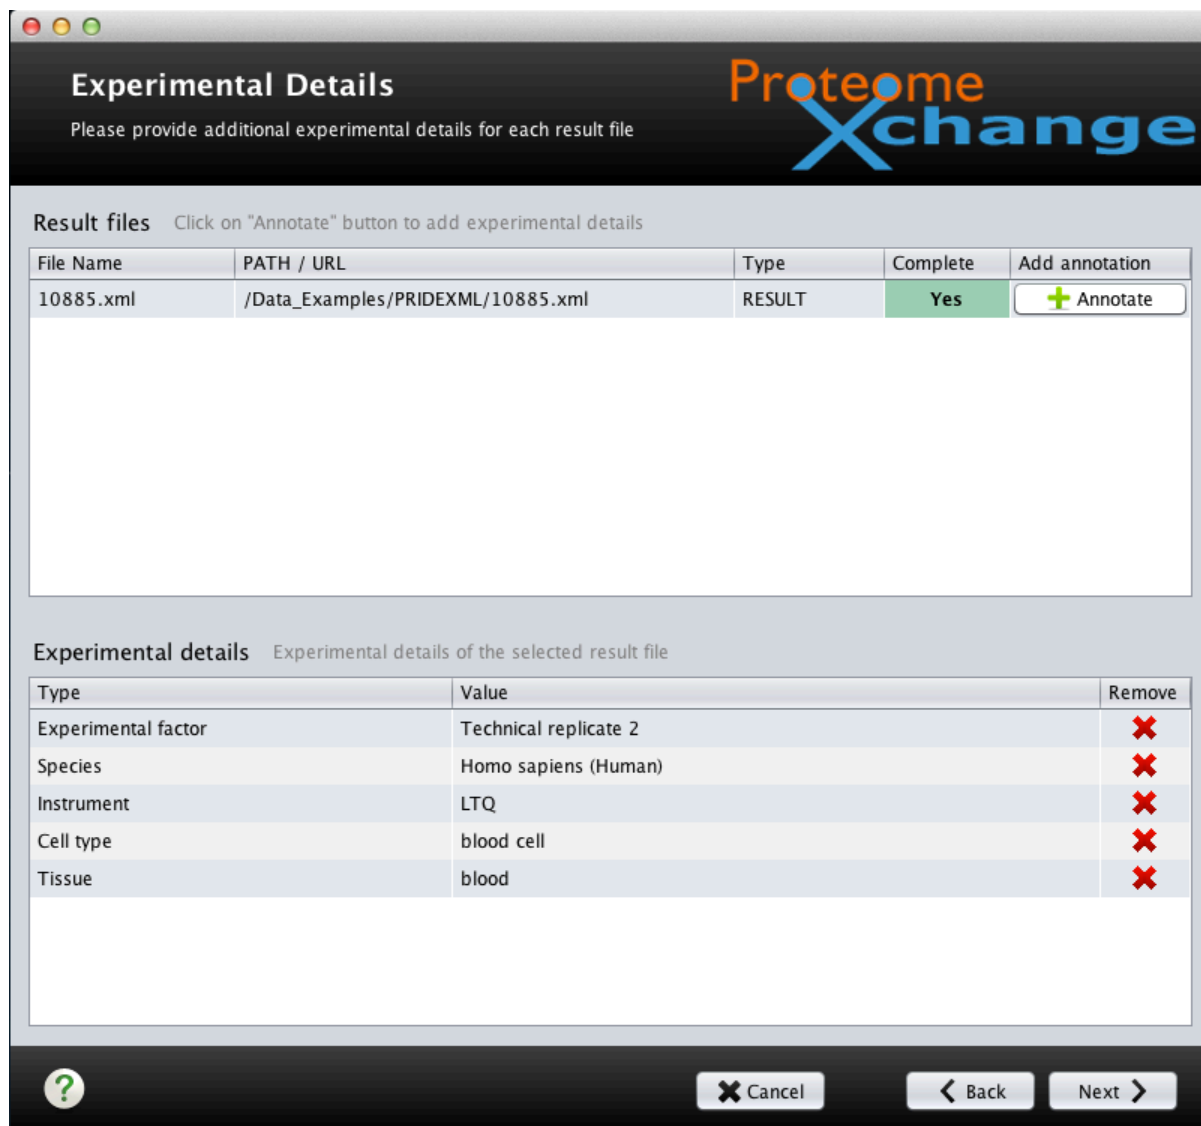 Experimental Details
Please provide additional experimental details for each result file
Proteome
Xchange
Result files Click on "Annotate" button to add experimental details
File Name PATH / URL Type Complete Add annotation
10885.xml /Data_Examples/PRIDEXML/10885.xml RESULT Yes Annotate
Experimental details Experimental details of the selected result file
Type Value Remove
Experimental factor Technical replicate 2
Species Homo sapiens (Human)
Instrument LTQ
Cell type blood cell
Tissue blood
? Cancel Back Next